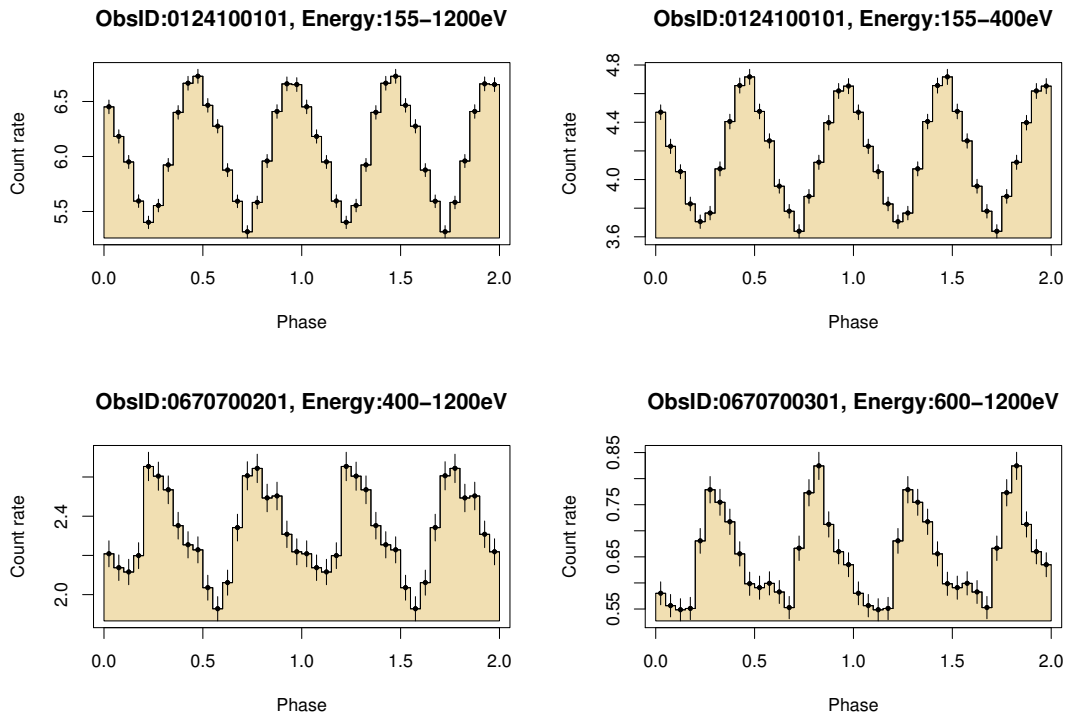 ObsID:0124100101, Energy:155−1200eV
Count rate
5.5 6.0 6.5
0.0 0.5 1.0 1.5 2.0
Phase
ObsID:0124100101, Energy:155−400eV
Count rate
3.6 4.0 4.4 4.8
0.0 0.5 1.0 1.5 2.0
Phase
ObsID:0670700201, Energy:400−1200eV
Count rate
2.0 2.4
0.0 0.5 1.0 1.5 2.0
Phase
ObsID:0670700301, Energy:600−1200eV
Count rate
0.55 0.65 0.75 0.85
0.0 0.5 1.0 1.5 2.0
Phase